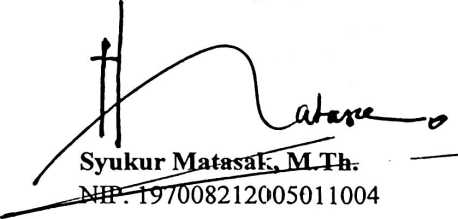 Syukur Matasak, M.Th.
NIP. 197008212005011004